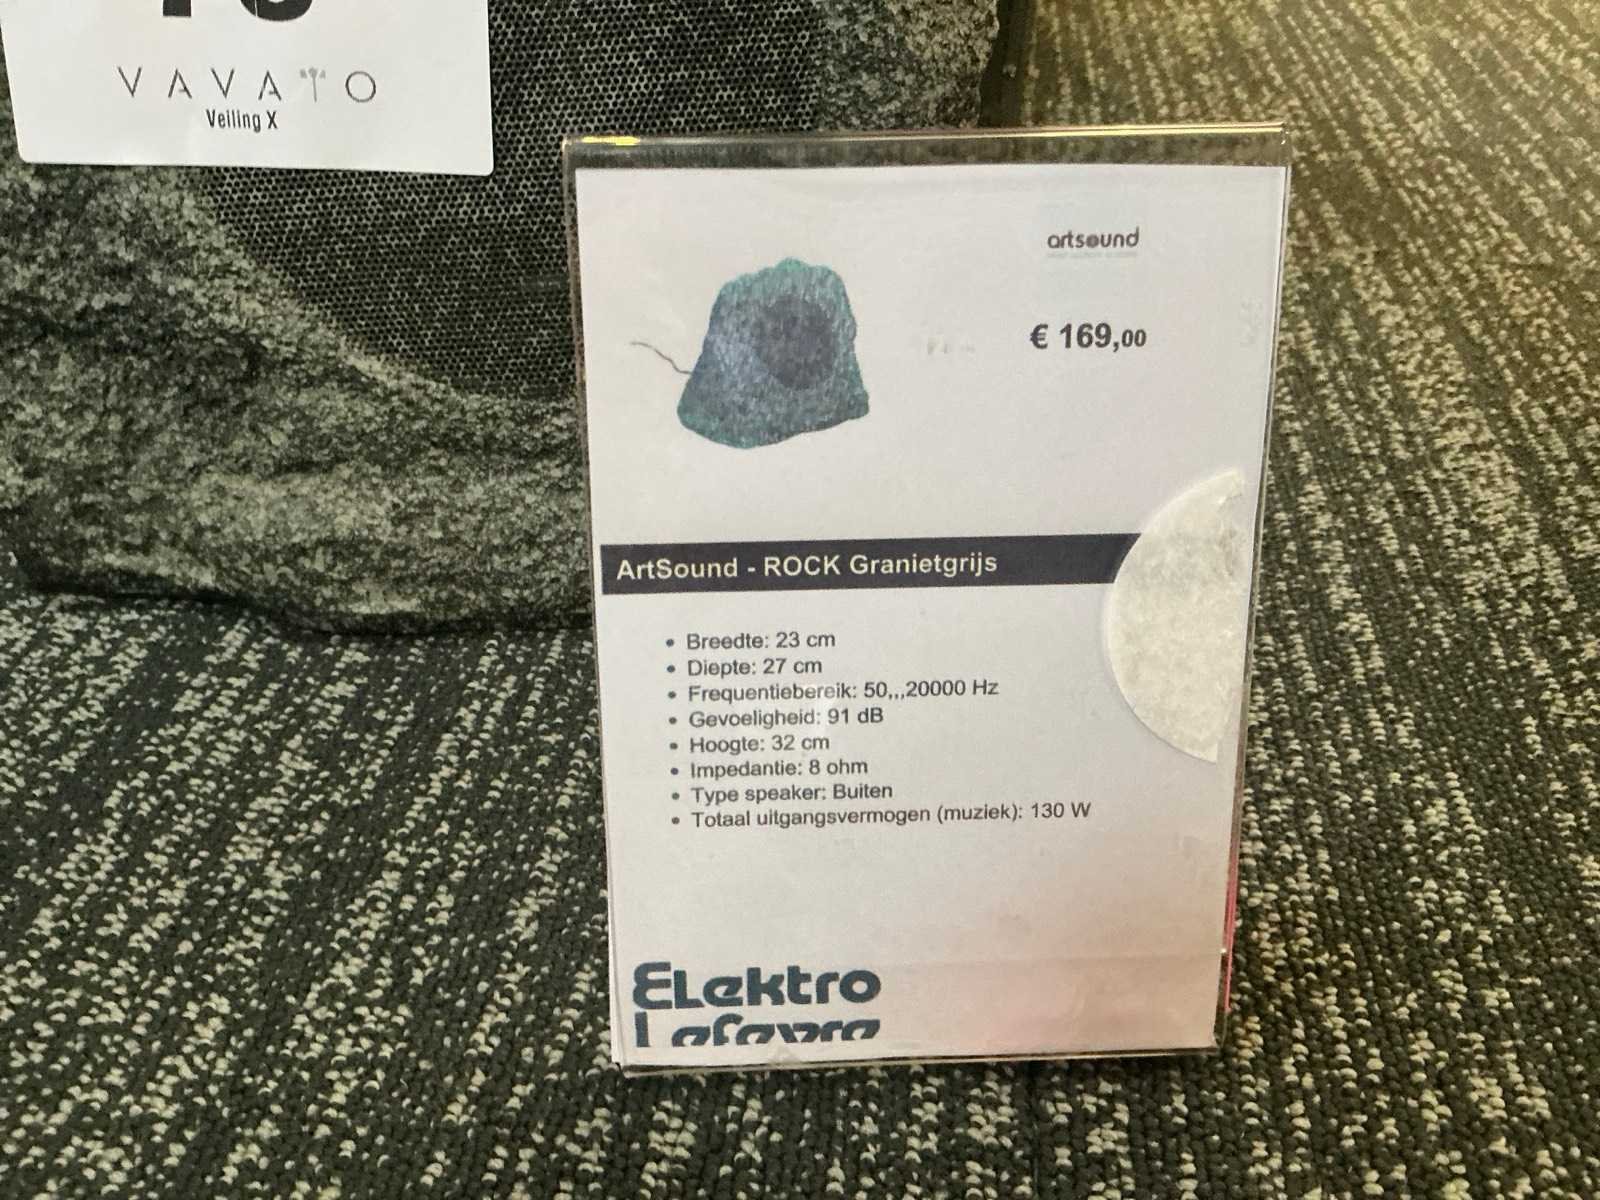 VAVATO
Veiling X
artsound
€ 169,00
ArtSound - ROCK Granietgrijs
• Breedte: 23 cm
• Diepte: 27 cm
• Frequentiebereik: 50,,,20000 Hz
• Gevoeligheid: 91 dB
• Hoogte: 32 cm
• Impedantie: 8 ohm
• Type speaker: Buiten
• Totaal uitgangsvermogen (muziek): 130 W
Elektro
Lefevre